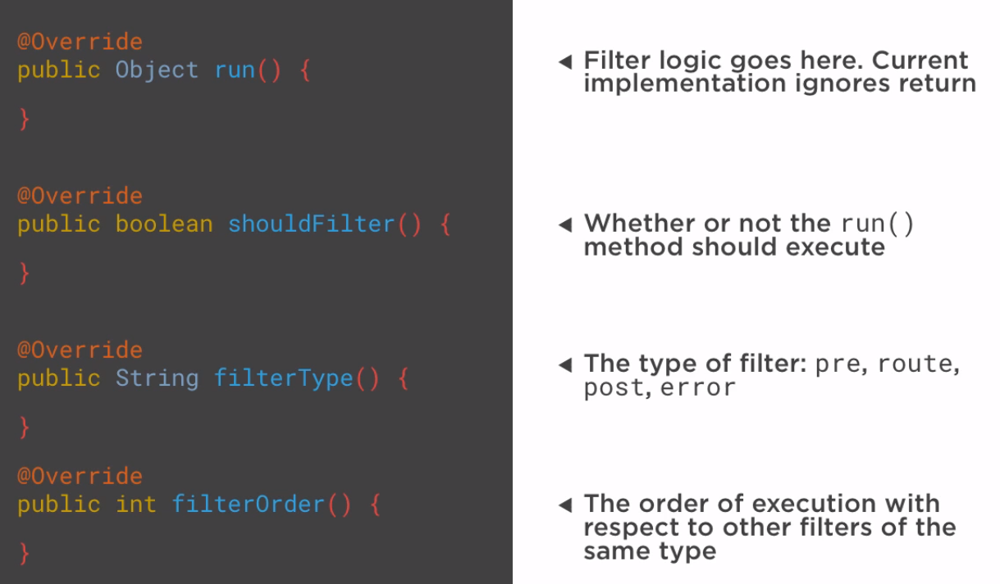 @Override
public Object run() {
}
◀ Filter logic goes here. Current
implementation ignores return
@Override
public boolean shouldFilter() {
}
◀ Whether or not the run()
method should execute
@Override
public String filterType() {
}
◀ The type of filter: pre, route,
post, error
@Override
public int filterOrder() {
}
◀ The order of execution with
respect to other filters of the
same type